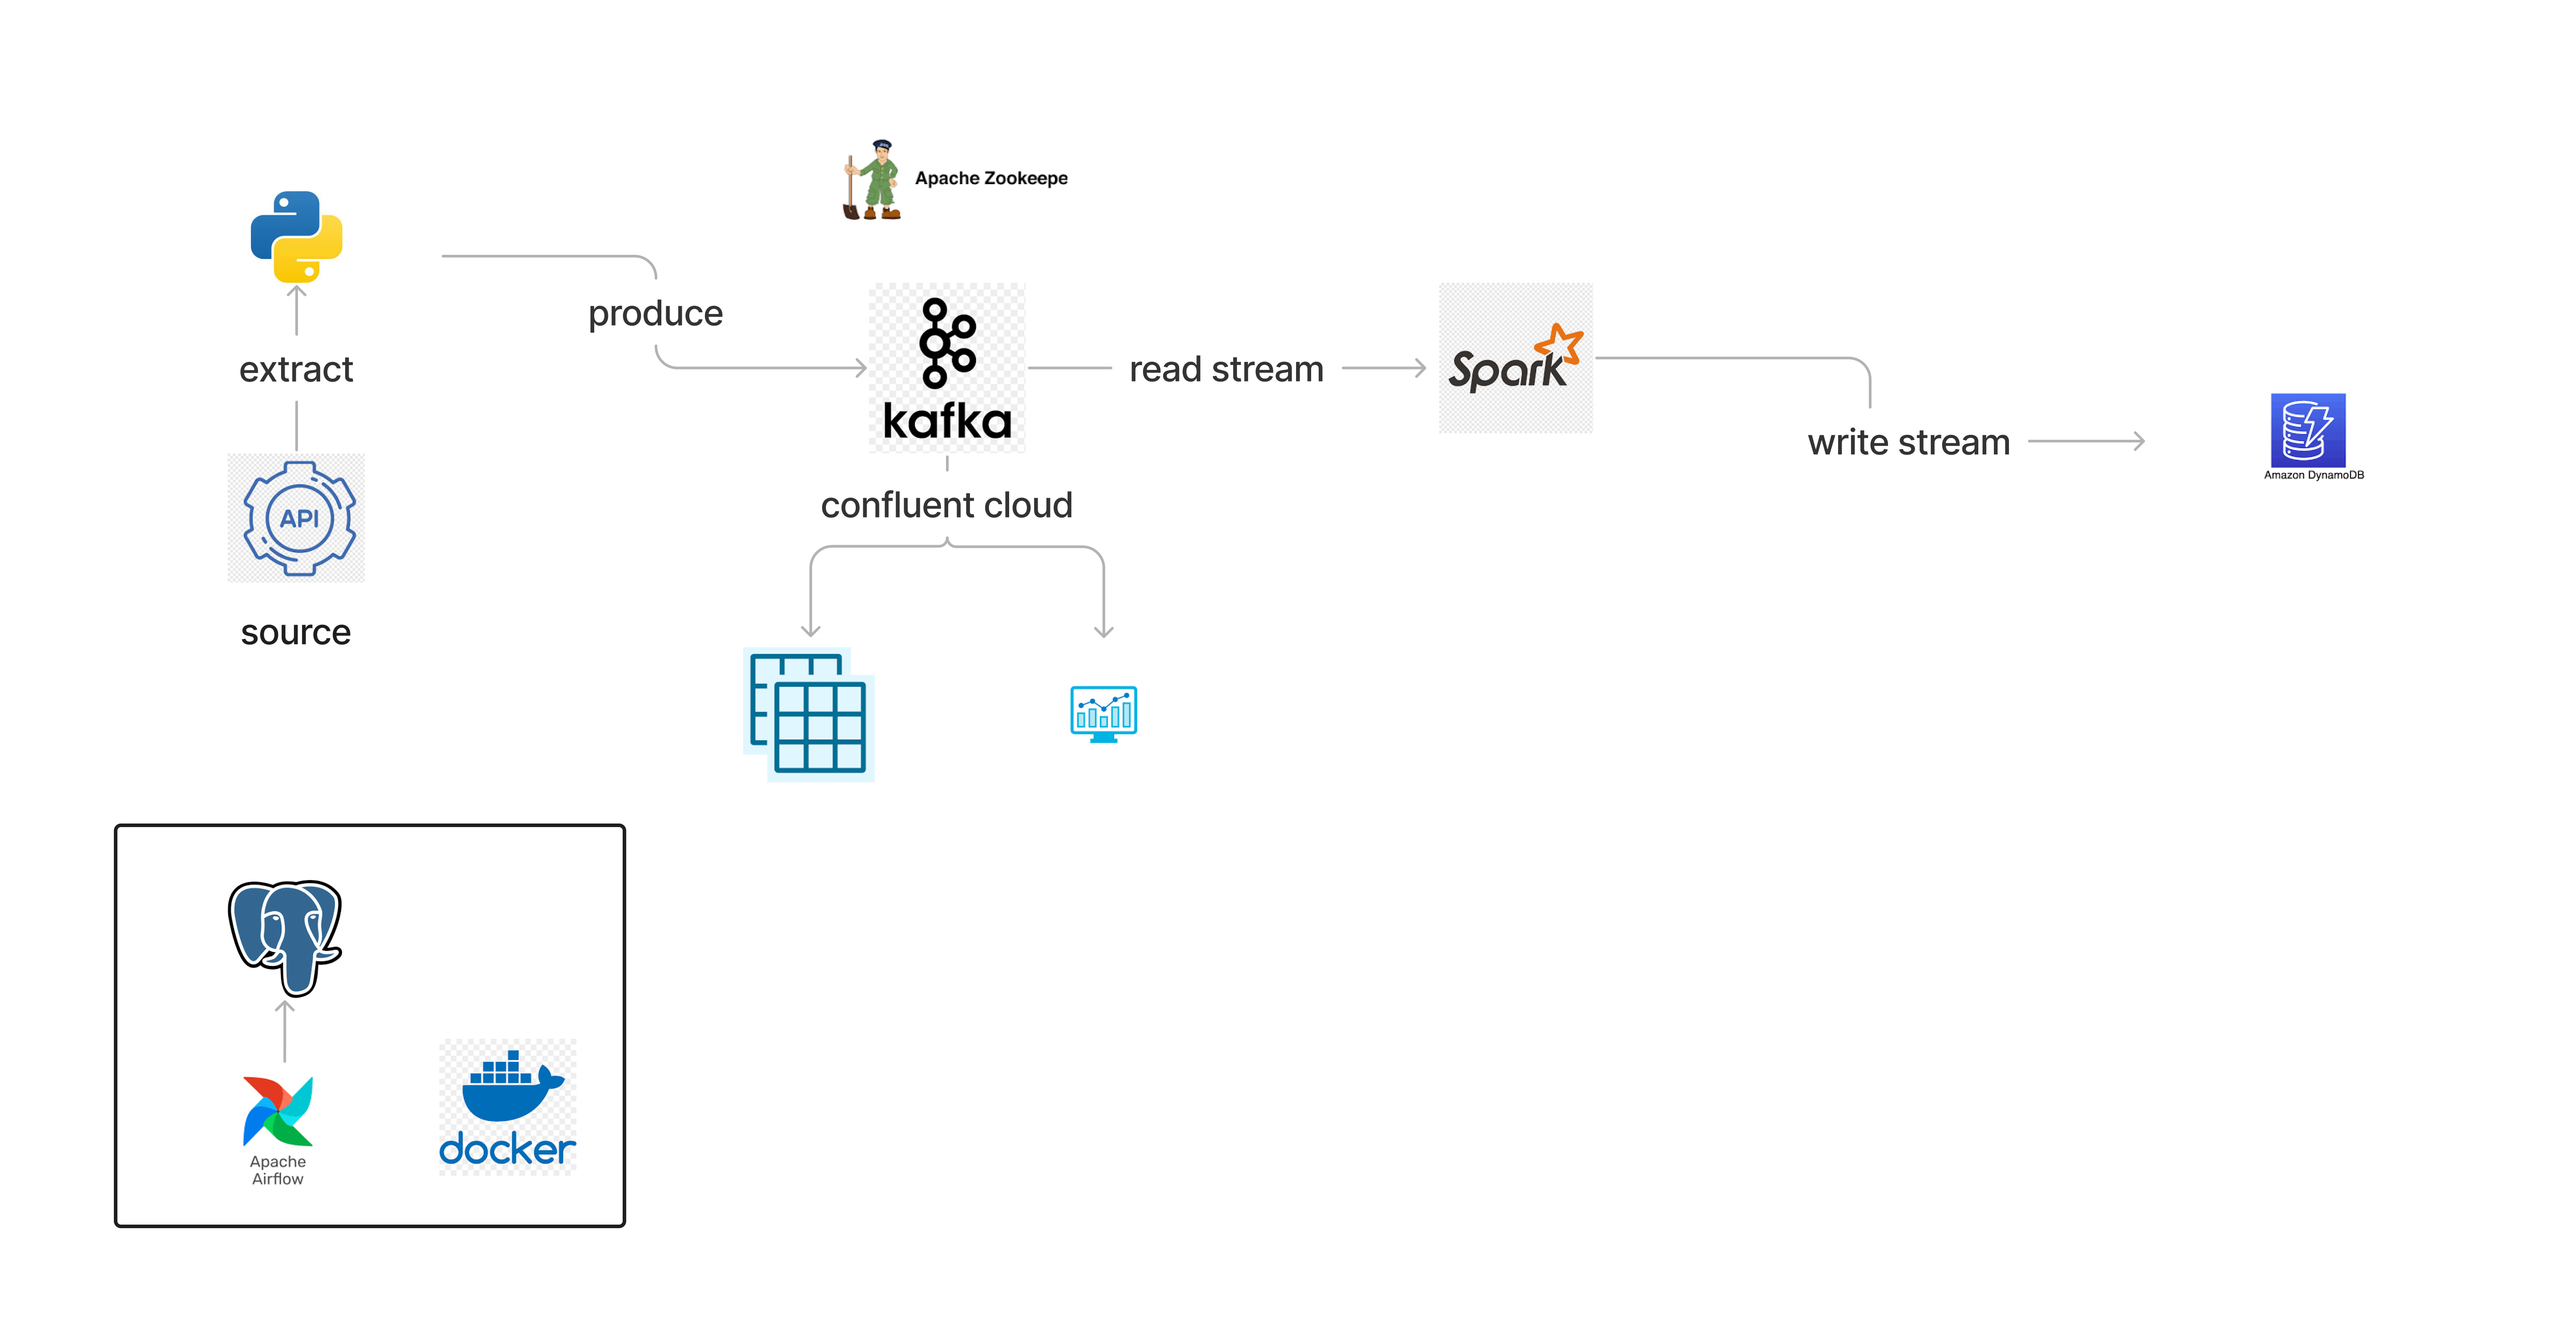 Apache Zookeepe
produce
extract
kafka
read stream
Spark
write stream
Amazon DynamoDB
API
confluent cloud
source
docker
Apache
Airflow